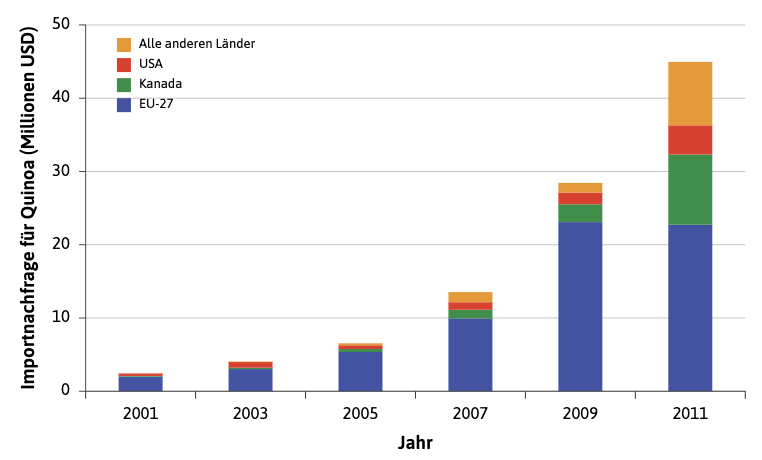 50
Alle anderen Länder
USA
Kanada
EU-27
40
30
20
10
0
Importnachfrage für Quinoa (Millionen USD)
2001 2003 2005 2007 2009 2011
Jahr